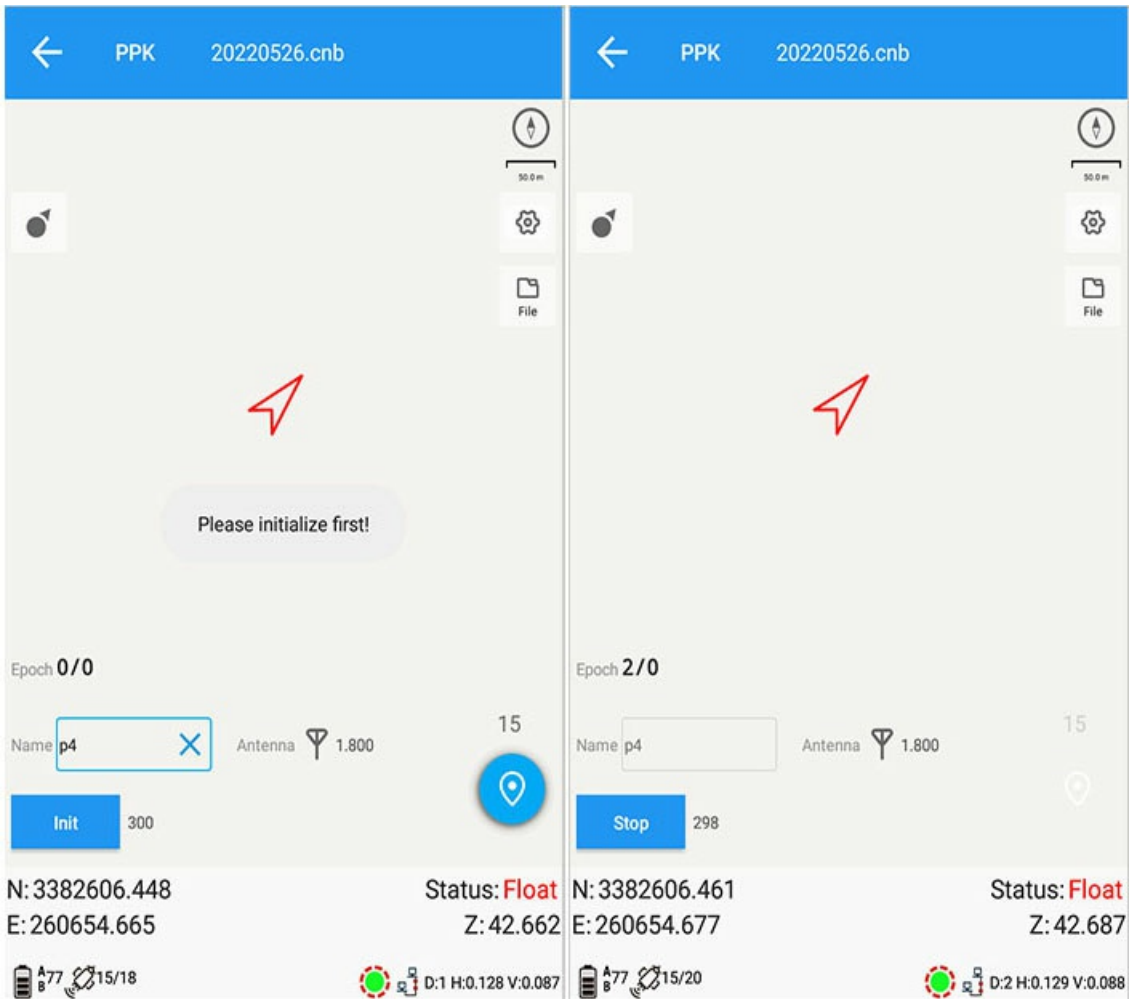 PPK 20220526.cnb
50.0 m
File
Please initialize first!
Epoch 0/0
15
Name p4 Antenna 1.800
Init 300
N: 3382606.448 Status: Float
E: 260654.665 Z: 42.662
A
B 77 15/18 D:1 H:0.128 V:0.087
PPK 20220526.cnb
50.0 m
File
Epoch 2/0
15
Name p4 Antenna 1.800
Stop 298
N: 3382606.461 Status: Float
E: 260654.677 Z: 42.687
A
B 77 15/20 D:2 H:0.129 V:0.088